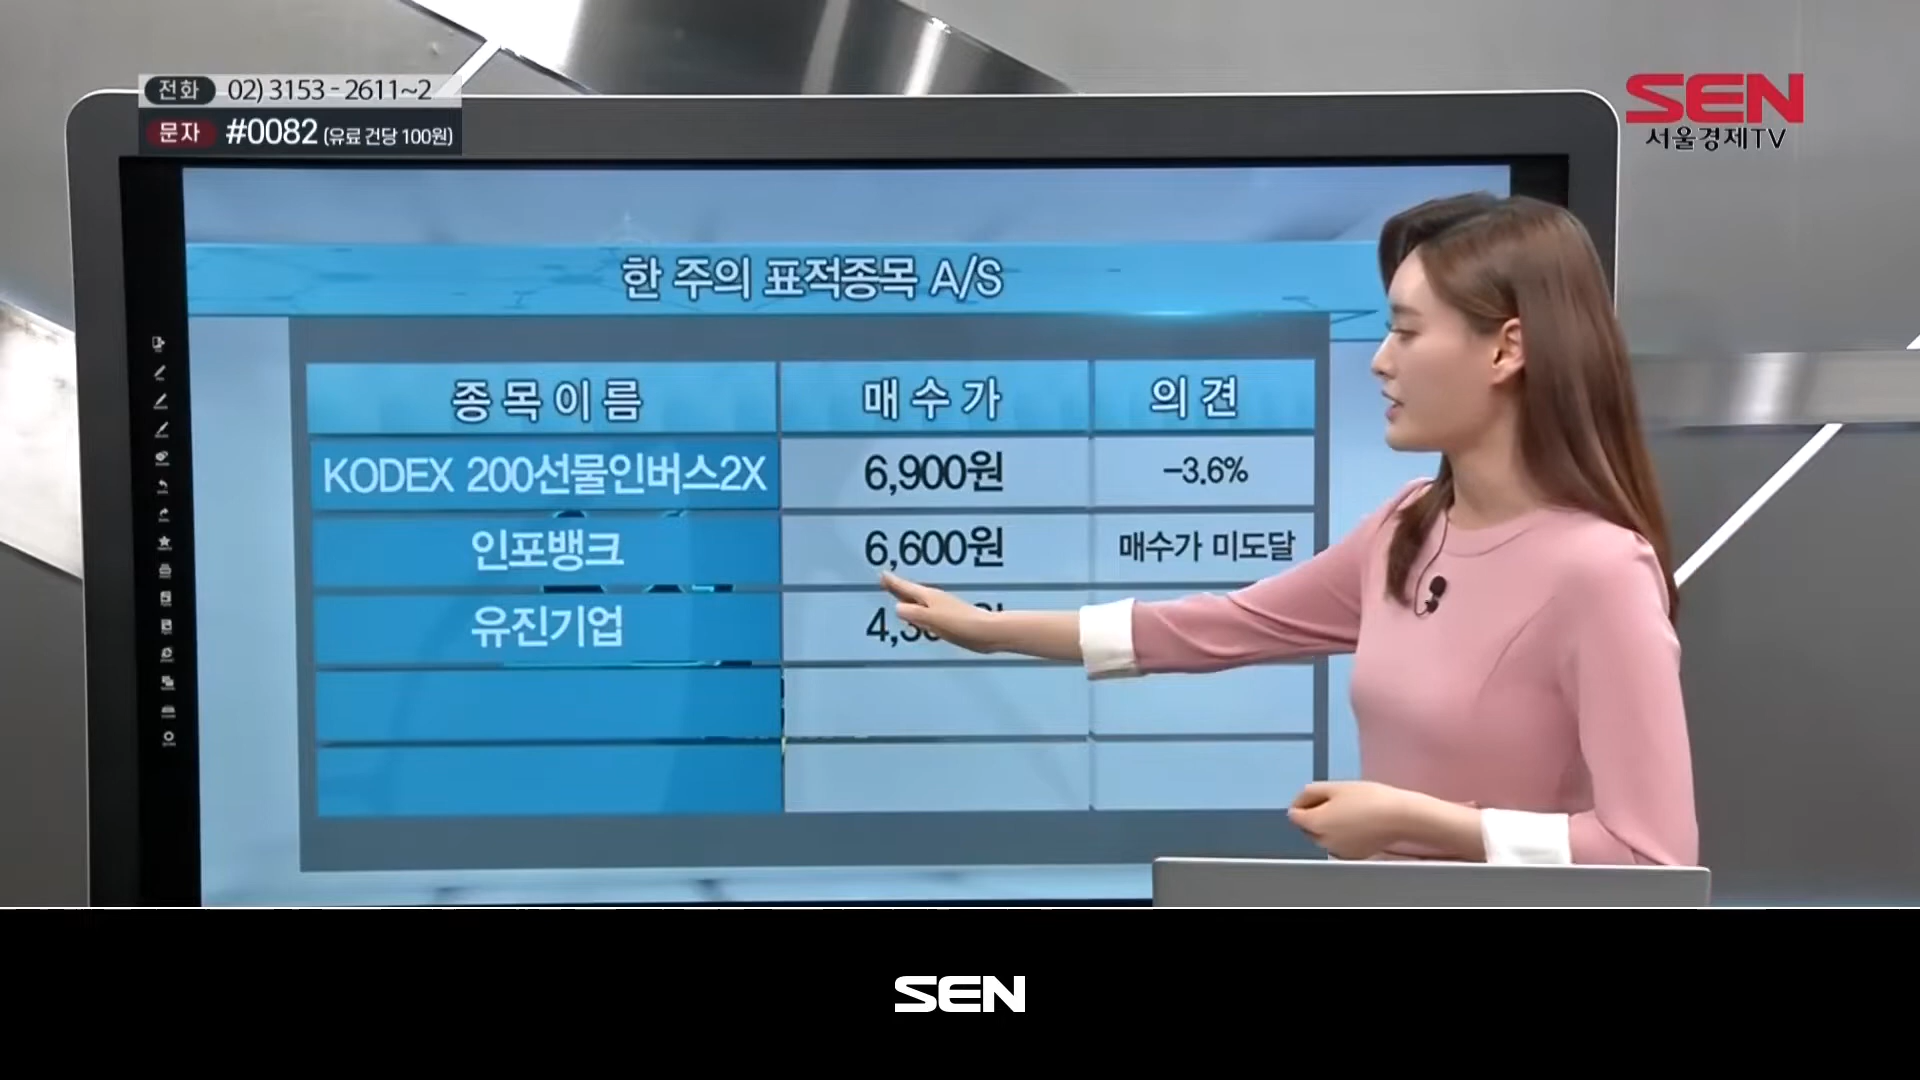 전화 02) 3153-2611~2
문자 #0082 (유료 건당 100원)
SEN
서울경제TV
한 주의 표적종목 A/S
종목이름 매수가 의견
KODEX 200선물인버스2X 6,900원 -3.6%
인포뱅크 6,600원 매수가 미도달
유진기업
SEN